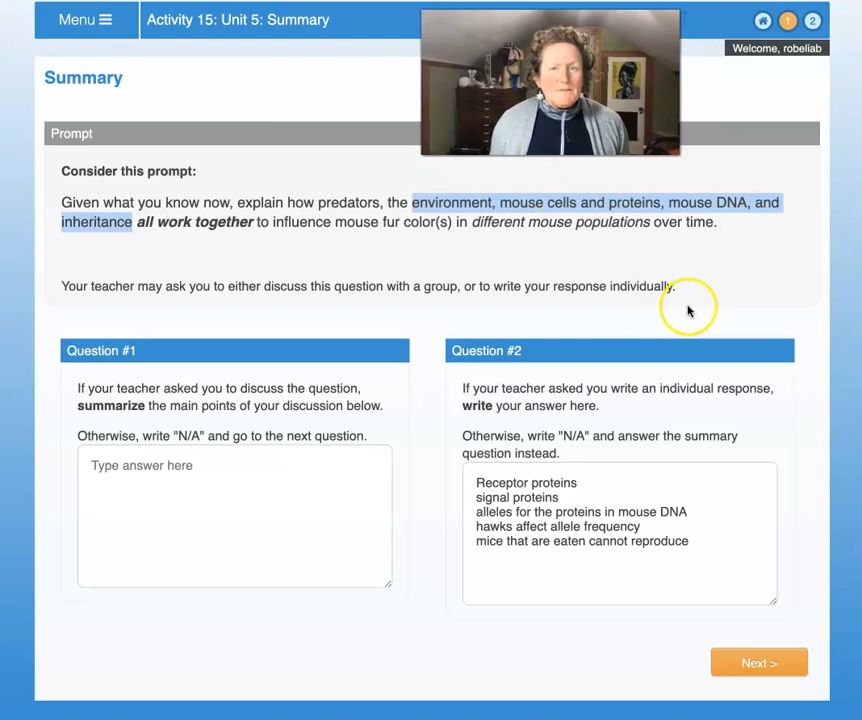 Menu ☰
Activity 15: Unit 5: Summary
1
2
Welcome, robeliab
Summary
Prompt
Consider this prompt:
Given what you know now, explain how predators, the environment, mouse cells and proteins, mouse DNA, and
inheritance all work together to influence mouse fur color(s) in different mouse populations over time.
Your teacher may ask you to either discuss this question with a group, or to write your response individually.
Question #1
If your teacher asked you to discuss the question,
summarize the main points of your discussion below.
Otherwise, write "N/A" and go to the next question.
Type answer here
Question #2
If your teacher asked you write an individual response,
write your answer here.
Otherwise, write "N/A" and answer the summary
question instead.
Receptor proteins
signal proteins
alleles for the proteins in mouse DNA
hawks affect allele frequency
mice that are eaten cannot reproduce
Next >